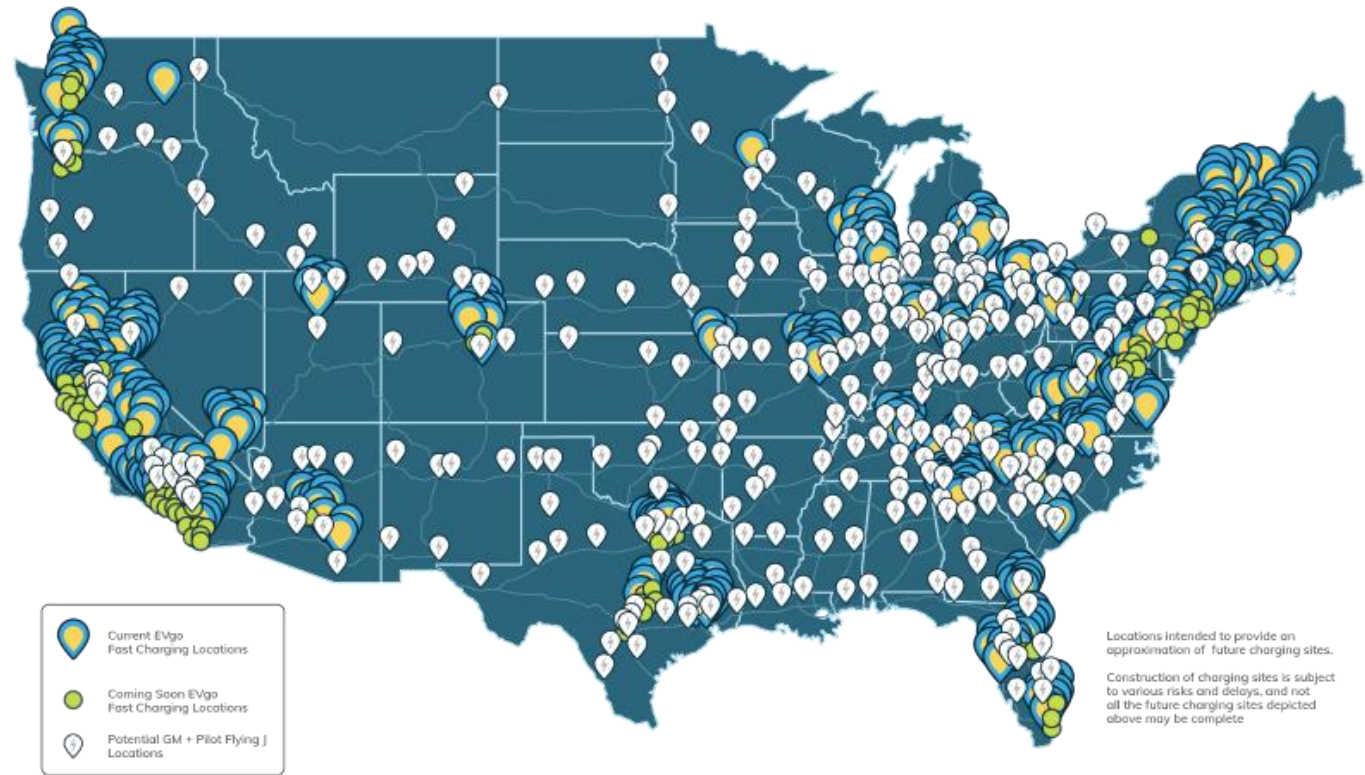 Current EVgo
Fast Charging Locations
Coming Soon EVgo
Fast Charging Locations
Potential GM + Pilot Flying J
Locations
Locations intended to provide an
approximation of future charging sites.
Construction of charging sites is subject
to various risks and delays, and not
all the future charging sites depicted
above may be complete